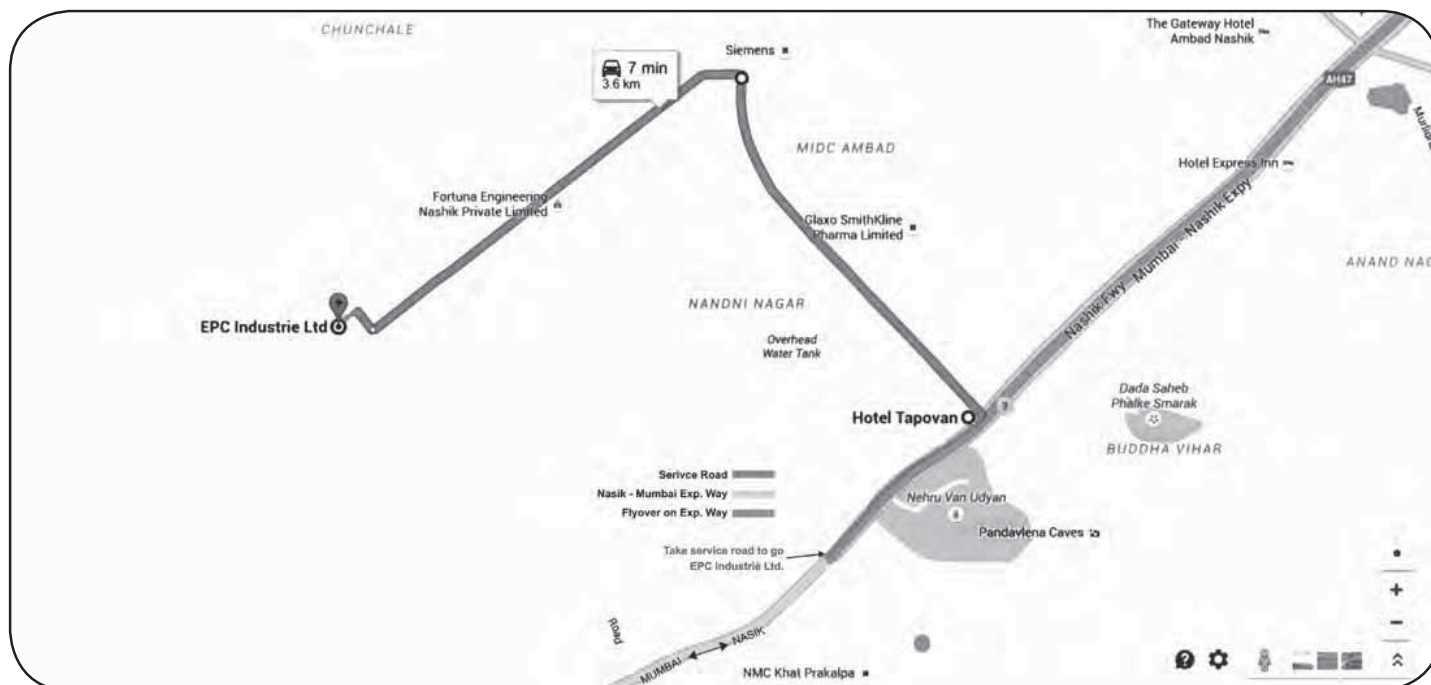 CHUNCHALE
Siemens
7 min
3.6 km
The Gateway Hotel
Ambad Nashik
AH47
MIDC AMBAD
Hotel Express Inn
Fortuna Engineering
Nashik Private Limited
Glaxo SmithKline
Pharma Limited
Nashik Fwy
Mumbai - Nashik Expy
ANAND NAG
NANDNI NAGAR
EPC Industrie Ltd
Overhead
Water Tank
Dada Saheb
Phalke Smarak
Hotel Tapovan
BUDDHA VIHAR
Serivce Road
Nasik - Mumbai Exp. Way
Flyover on Exp. Way
Nehru Van Udyan
Pandavlena Caves
Take service road to go
EPC Industrie Ltd.
Road
MUMBAI
NASIK
NMC Khat Prakalpa